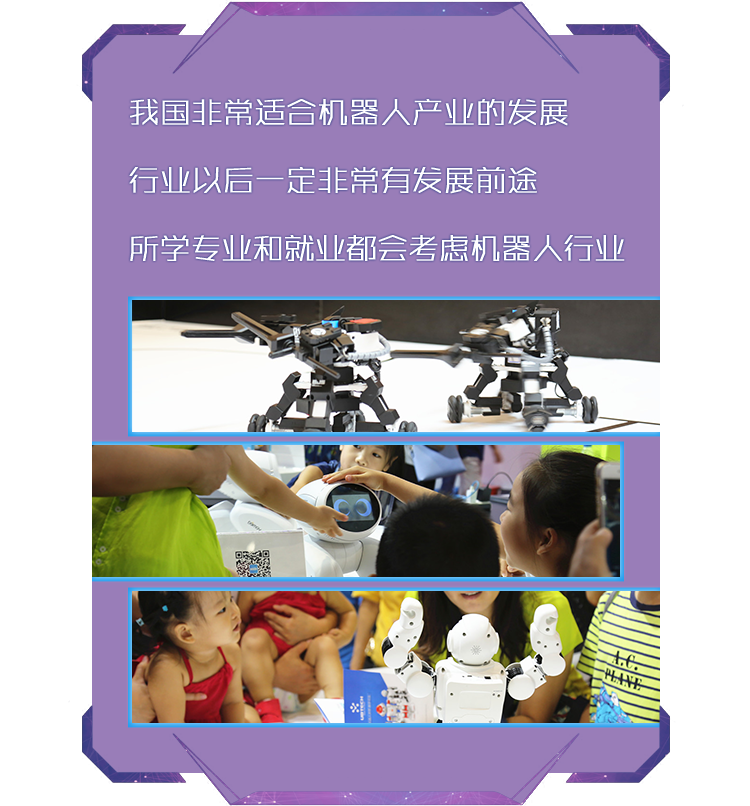 我国非常适合机器人产业的发展
行业以后一定非常有发展前途
所学专业和就业都会考虑机器人行业
A.C.
PLANE